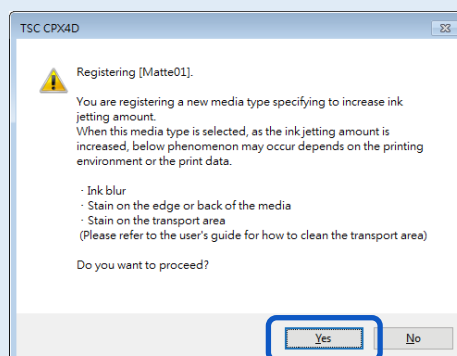 TSC CPX4D
Registering [Matte01].
You are registering a new media type specifying to increase ink
jetting amount.
When this media type is selected, as the ink jetting amount is
increased, below phenomenon may occur depends on the printing
environment or the print data.
· Ink blur
· Stain on the edge or back of the media
· Stain on the transport area
(Please refer to the user's guide for how to clean the transport area)
Do you want to proceed?
Yes No